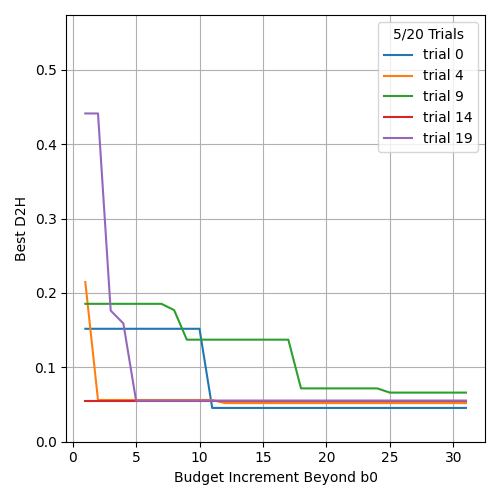 5/20 Trials
trial 0
trial 4
trial 9
trial 14
trial 19
Best D2H
0.5
0.4
0.3
0.2
0.1
0.0
0 5 10 15 20 25 30
Budget Increment Beyond b0